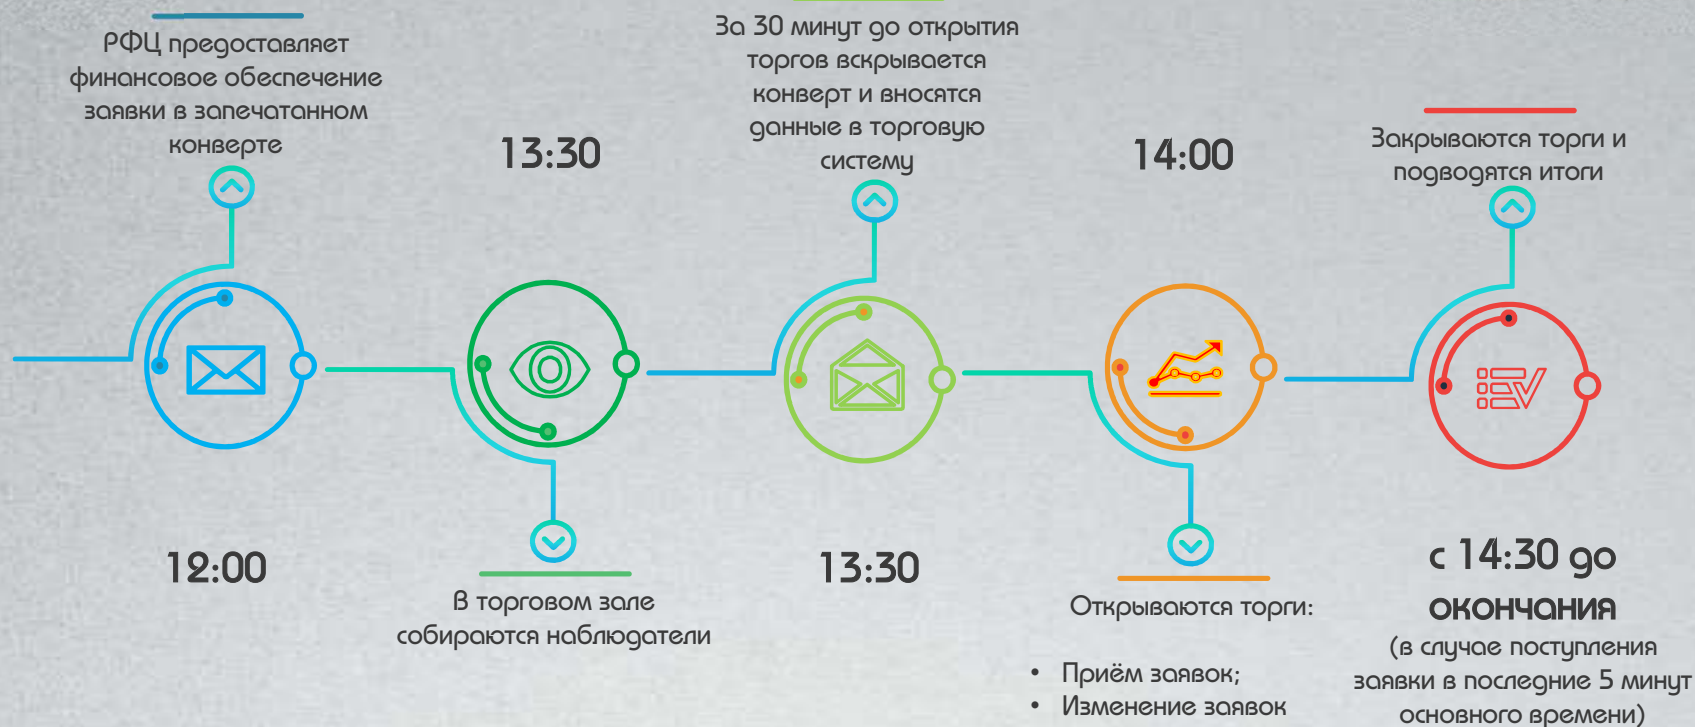 РФЦ предоставляет
финансовое обеспечение
заявки в запечатанном
конверте
12:00
13:30
В торговом зале
собираются наблюдатели
За 30 минут до открытия
торгов вскрывается
конверт и вносятся
данные в торговую
систему
13:30
14:00
Открываются торги:
• Приём заявок;
• Изменение заявок
Закрываются торги и
подводятся итоги
с 14:30 до
окончания
(в случае поступления
заявки в последние 5 минут
основного времени)